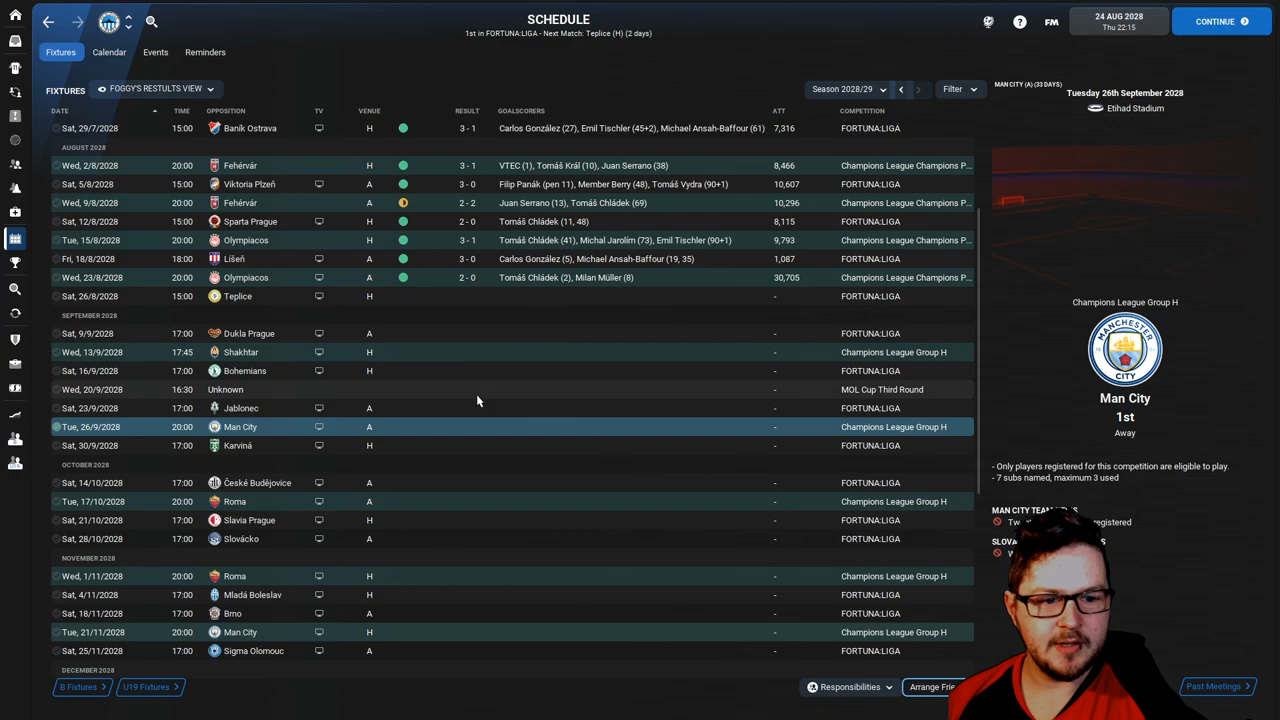 SCHEDULE
1st in FORTUNA:LIGA - Next Match: Teplice (H) (2 days)
FM
24 AUG 2028
Thu 22:15
CONTINUE
Fixtures Calendar Events Reminders
FIXTURES FOGGY'S RESTULTS VIEW Season 2028/29 Filter
DATE TIME OPPOSITION TV VENUE RESULT GOALSCORERS ATT COMPETITION
Sat, 29/7/2028 15:00 Baník Ostrava H 3 - 1 Carlos González (27), Emil Tischler (45+2), Michael Ansah-Baffour (61) 7,316 FORTUNA:LIGA
AUGUST 2028
Wed, 2/8/2028 20:00 Fehérvár H 3 - 1 VTEC (1), Tomáš Král (10), Juan Serrano (38) 8,466 Champions League Champions P...
Sat, 5/8/2028 15:00 Viktoria Plzeň A 3 - 0 Filip Panák (pen 11), Member Berry (48), Tomáš Vydra (90+1) 10,607 FORTUNA:LIGA
Wed, 9/8/2028 20:00 Fehérvár A 2 - 2 Juan Serrano (13), Tomáš Chládek (69) 10,296 Champions League Champions P...
Sat, 12/8/2028 15:00 Sparta Prague H 2 - 0 Tomáš Chládek (11, 48) 8,115 FORTUNA:LIGA
Tue, 15/8/2028 20:00 Olympiacos H 3 - 1 Tomáš Chládek (41), Michal Jarolím (73), Emil Tischler (90+1) 9,793 Champions League Champions P...
Fri, 18/8/2028 18:00 Líšeň A 3 - 0 Carlos González (5), Michael Ansah-Baffour (19, 35) 1,087 FORTUNA:LIGA
Wed, 23/8/2028 20:00 Olympiacos A 2 - 0 Tomáš Chládek (2), Milan Müller (8) 30,705 Champions League Champions P...
Sat, 26/8/2028 15:00 Teplice H - FORTUNA:LIGA
SEPTEMBER 2028
Sat, 9/9/2028 17:00 Dukla Prague A - FORTUNA:LIGA
Wed, 13/9/2028 17:45 Shakhtar H - Champions League Group H
Sat, 16/9/2028 17:00 Bohemians H - FORTUNA:LIGA
Wed, 20/9/2028 16:30 Unknown - MOL Cup Third Round
Sat, 23/9/2028 17:00 Jablonec A - FORTUNA:LIGA
Tue, 26/9/2028 20:00 Man City A - Champions League Group H
Sat, 30/9/2028 17:00 Karviná H - FORTUNA:LIGA
OCTOBER 2028
Sat, 14/10/2028 17:00 České Budějovice A - FORTUNA:LIGA
Tue, 17/10/2028 20:00 Roma A - Champions League Group H
Sat, 21/10/2028 17:00 Slavia Prague H - FORTUNA:LIGA
Sat, 28/10/2028 17:00 Slovácko A - FORTUNA:LIGA
NOVEMBER 2028
Wed, 1/11/2028 20:00 Roma H - Champions League Group H
Sat, 4/11/2028 17:00 Mladá Boleslav H - FORTUNA:LIGA
Sat, 18/11/2028 17:00 Brno A - FORTUNA:LIGA
Tue, 21/11/2028 20:00 Man City H - Champions League Group H
Sat, 25/11/2028 17:00 Sigma Olomouc A - FORTUNA:LIGA
DECEMBER 2028
B Fixtures U19 Fixtures Responsibilities Arrange Past Meetings
MAN CITY (A) (33 DAYS)
Tuesday 26th September 2028
Etihad Stadium
Champions League Group H
MANCHESTER
CITY
Man City
1st
Away
- Only players registered for this competition are eligible to play.
- 7 subs named, maximum 3 used
MAN CITY TEAM
registered